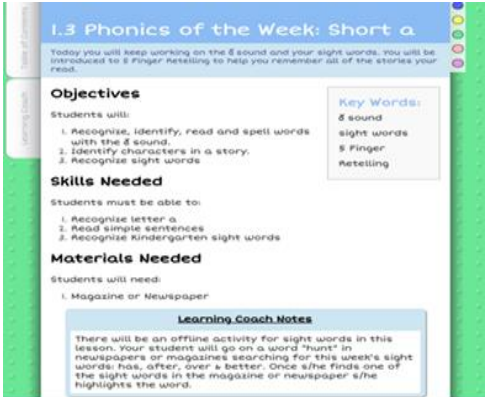 1.3 Phonics of the Week: Short a
Table of Contents
Today you will keep working on the ă sound and your sight words. You will be
introduced to 5 Finger Retelling to help you remember all of the stories your
read.
Learning Coach
Objectives
Students will:
1. Recognize, identify, read and spell words
with the ă sound.
2. Identify characters in a story.
3. Recognize sight words
Key Words:
ă sound
sight words
5 Finger
Retelling
Skills Needed
Students must be able to:
1. Recognize letter a
2. Read simple sentences
3. Recognize Kindergarten sight words
Materials Needed
Students will need:
1. Magazine or Newspaper
Learning Coach Notes
There will be an offline activity for sight words in this
lesson. Your student will go on a word "hunt" in
newspapers or magazines searching for this week's sight
words: has, after, over & better. Once s/he finds one of
the sight words in the magazine or newspaper s/he
highlights the word.